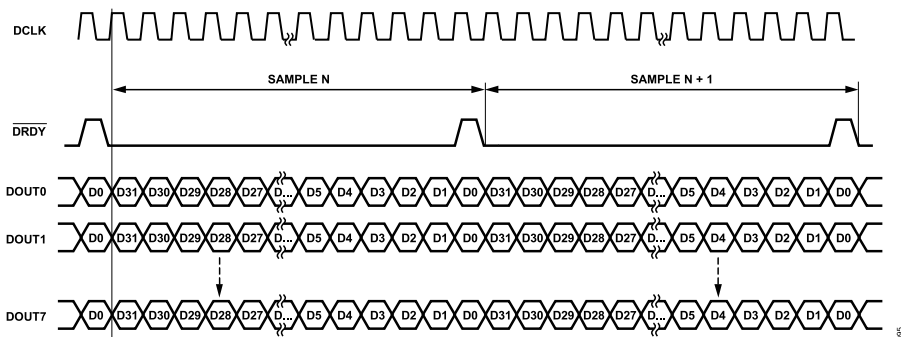 DCLK
SAMPLE N SAMPLE N + 1
DRDY
DOUT0 D0 D31 D30 D29 D28 D27 D... D5 D4 D3 D2 D1 D0 D31 D30 D29 D28 D27 D... D5 D4 D3 D2 D1 D0
DOUT1 D0 D31 D30 D29 D28 D27 D... D5 D4 D3 D2 D1 D0 D31 D30 D29 D28 D27 D... D5 D4 D3 D2 D1 D0
DOUT7 D0 D31 D30 D29 D28 D27 D... D5 D4 D3 D2 D1 D0 D31 D30 D29 D28 D27 D... D5 D4 D3 D2 D1 D0